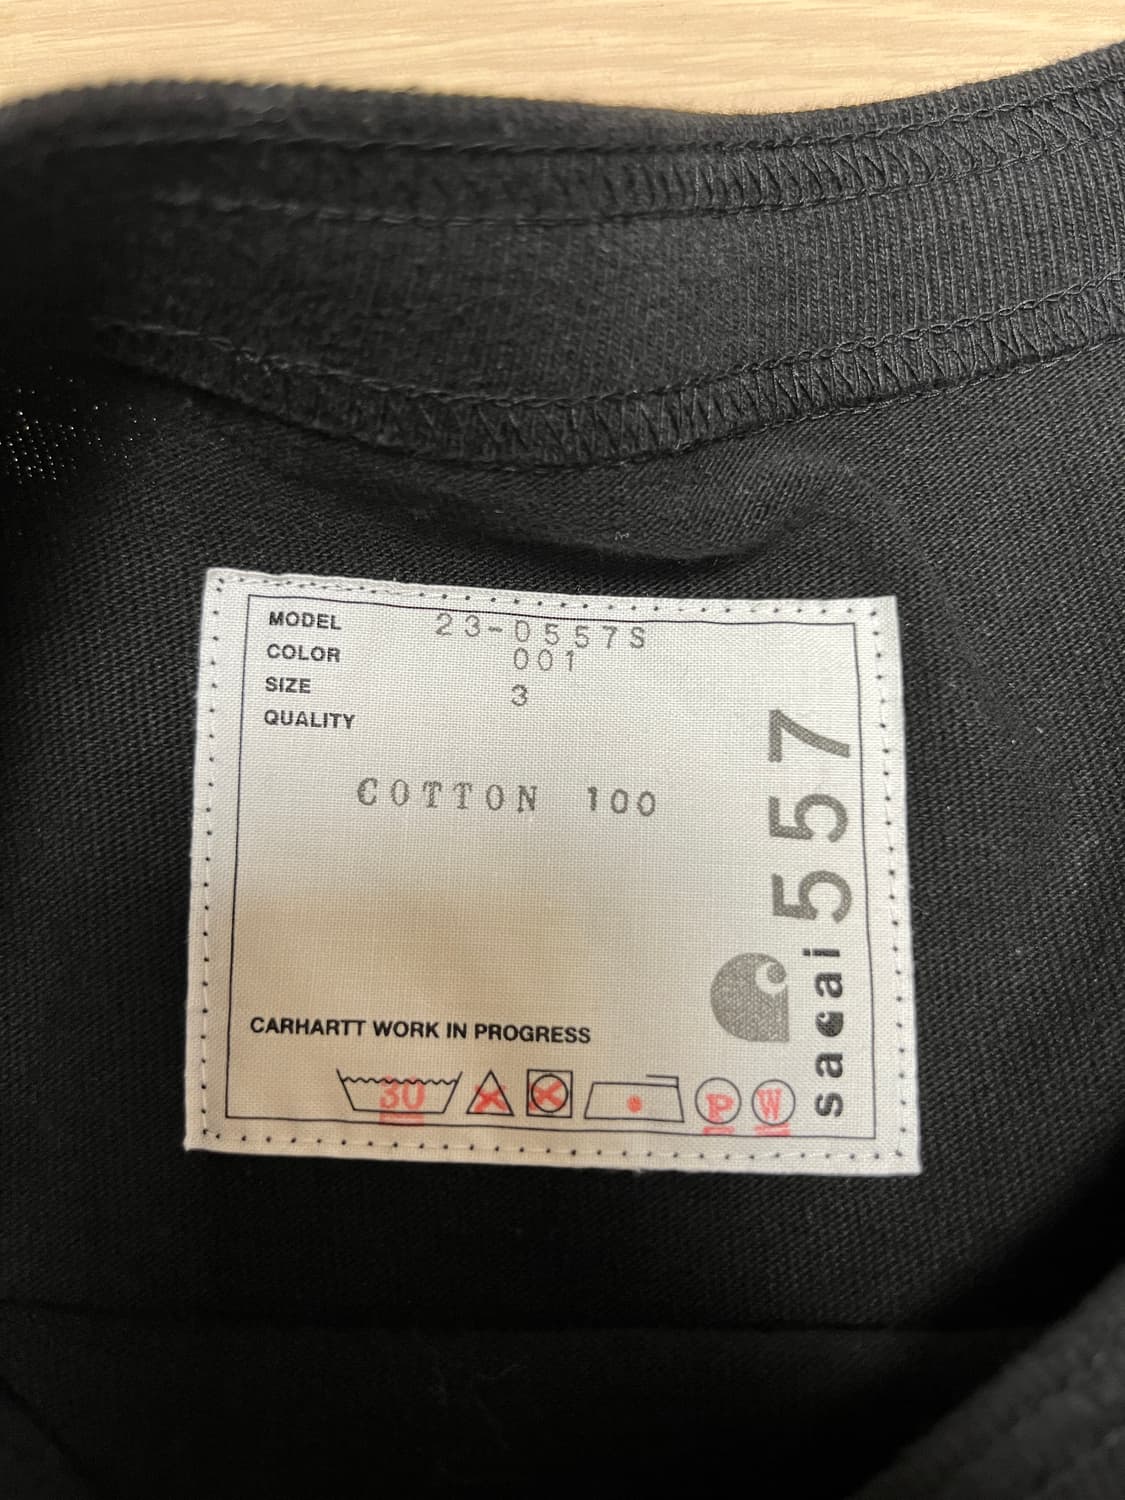 MODEL 23-0557S
COLOR 001
SIZE 3
QUALITY
COTTON 100
CARHARTT WORK IN PROGRESS
30
P
W
sacai 557